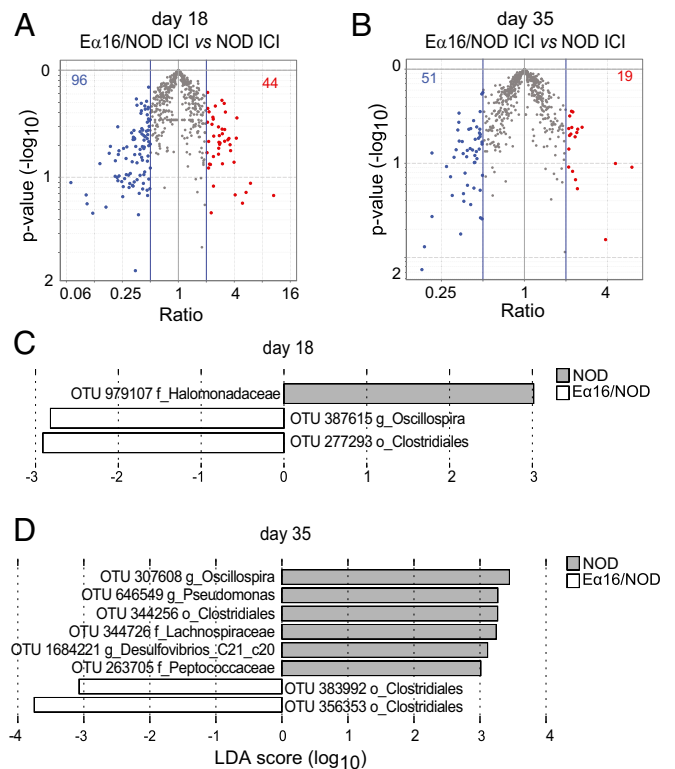 A
day 18
Eα16/NOD ICI vs NOD ICI
0
1
2
p-value (-log10)
96
44
0.06
0.25
1
4
16
Ratio
B
day 35
Eα16/NOD ICI vs NOD ICI
0
1
2
p-value (-log10)
51
19
0.25
1
4
Ratio
C
day 18
OTU 979107 f_Halomonadaceae
OTU 387615 g_Oscillospira
OTU 277293 o_Clostridiales
NOD
Eα16/NOD
-3
-2
-1
0
1
2
3
D
day 35
OTU 307608 g_Oscillospira
OTU 646549 g_Pseudomonas
OTU 344256 o_Clostridiales
OTU 344726 f_Lachnospiraceae
OTU 1684221 g_Desulfovibrios_C21_c20
OTU 263705 f_Peptococcaceae
OTU 383992 o_Clostridiales
OTU 356353 o_Clostridiales
NOD
Eα16/NOD
-4
-3
-2
-1
0
1
2
3
4
LDA score (log10)